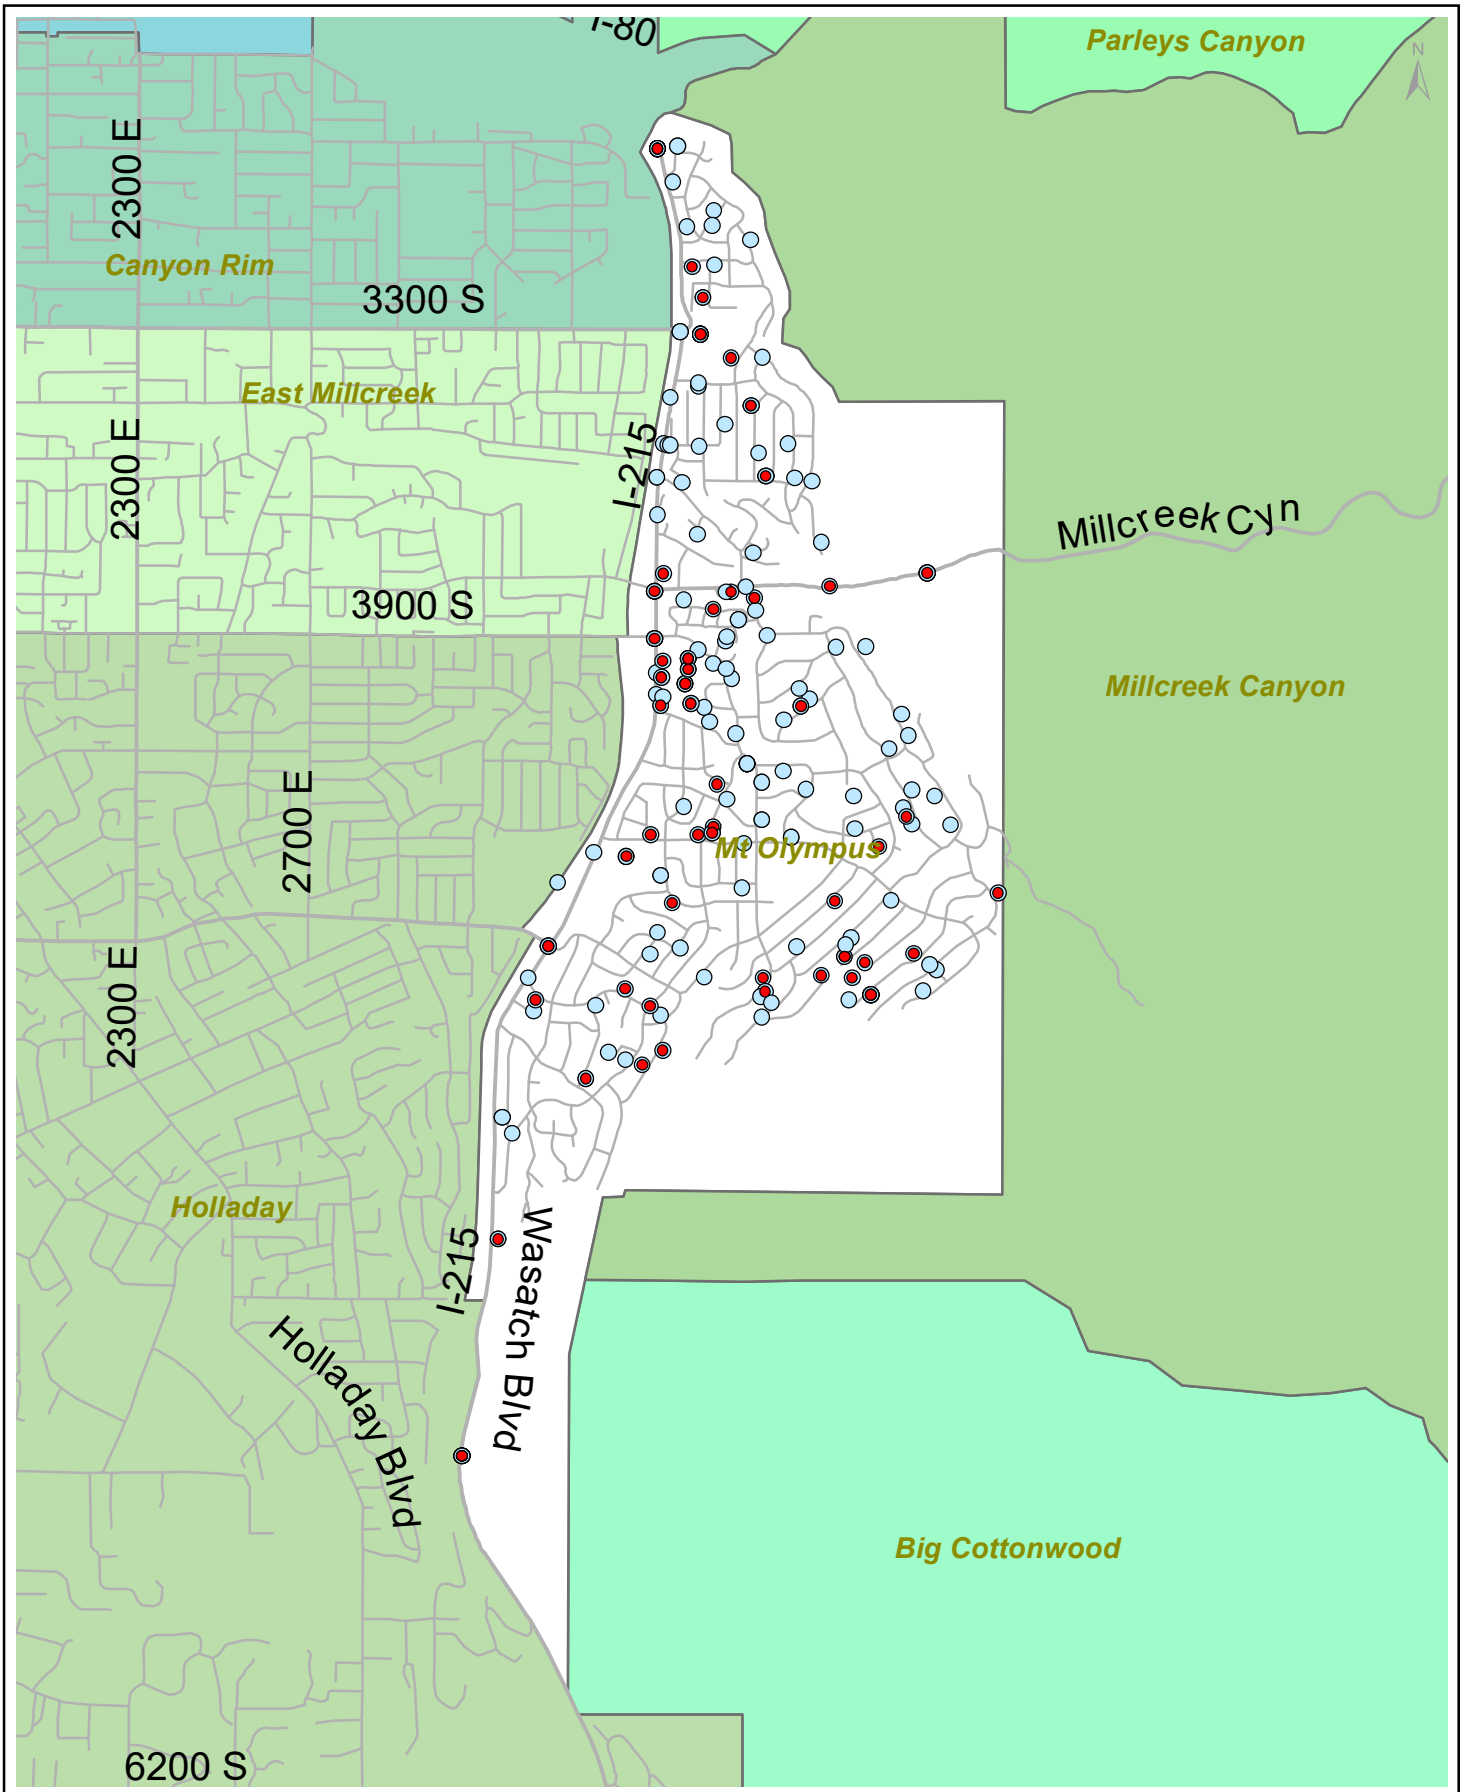 I-80
Parleys Canyon
N
2300 E
Canyon Rim
3300 S
East Millcreek
2300 E
I-215
Millcreek Cyn
3900 S
Millcreek Canyon
2700 E
Mt Olympus
2300 E
Holladay
I-215
Wasatch Blvd
Holladay Blvd
Big Cottonwood
6200 S